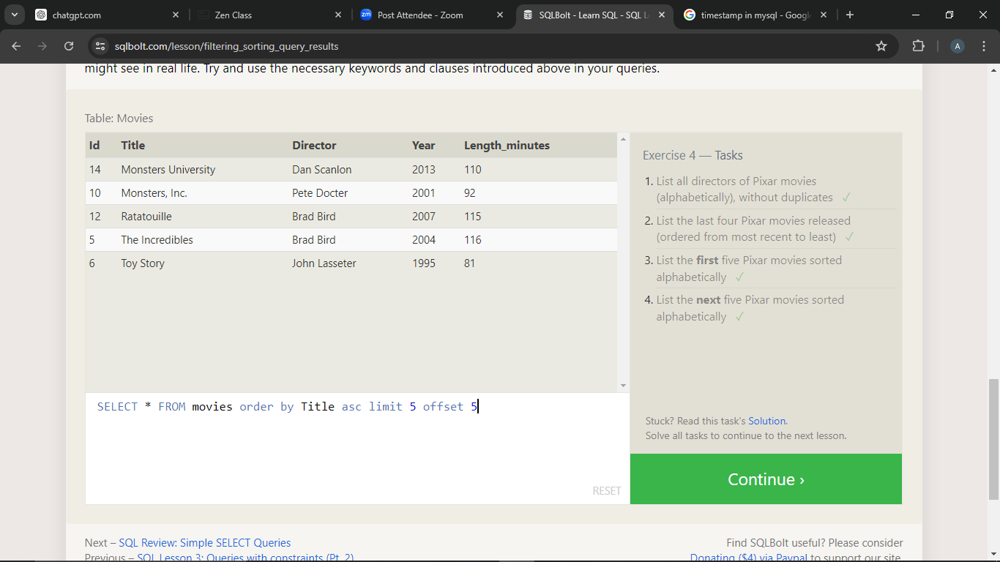 chatgpt.com
Zen Class
Post Attendee - Zoom
SQLBolt - Learn SQL - SQL L
timestamp in mysql - Google
sqlbolt.com/lesson/filtering_sorting_query_results
A
might see in real life. Try and use the necessary keywords and clauses introduced above in your queries.
Table: Movies
Id Title Director Year Length_minutes
14 Monsters University Dan Scanlon 2013 110
10 Monsters, Inc. Pete Docter 2001 92
12 Ratatouille Brad Bird 2007 115
5 The Incredibles Brad Bird 2004 116
6 Toy Story John Lasseter 1995 81
SELECT * FROM movies order by Title asc limit 5 offset 5
RESET
Exercise 4 — Tasks
1. List all directors of Pixar movies
(alphabetically), without duplicates ✓
2. List the last four Pixar movies released
(ordered from most recent to least) ✓
3. List the first five Pixar movies sorted
alphabetically ✓
4. List the next five Pixar movies sorted
alphabetically ✓
Stuck? Read this task's Solution.
Solve all tasks to continue to the next lesson.
Continue ›
Next – SQL Review: Simple SELECT Queries
Previous – SQL Lesson 3: Queries with constraints (Pt. 2)
Find SQLBolt useful? Please consider
Donating ($4) via Paypal to support our site.